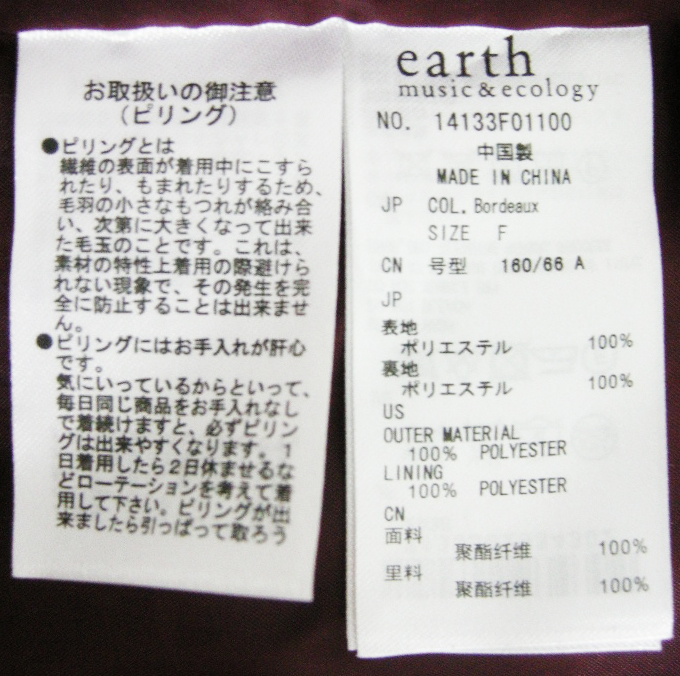 お取扱いの御注意
（ピリング）
●ピリングとは
繊維の表面が着用中にこすら
れたり、もまれたりするため、
毛羽の小さなもつれが絡み合
い、次第に大きくなって出来
た毛玉のことです。これは、
素材の特性上着用の際避けら
れない現象で、その発生を完
全に防止することは出来ませ
ん。
●ピリングにはお手入れが肝心
です。
気にいっているからといって、
毎日同じ商品をお手入れなし
で着続けますと、必ずピリン
グは出来やすくなります。1
日着用したら2日休ませるな
どローテーションを考えて着
用して下さい。ピリングが出
来ましたら引っぱって取ろう
earth
music&ecology
NO. 14133F01100
中国製
MADE IN CHINA
JP COL. Bordeaux
SIZE F
CN 号型 160/66 A
JP
表地
ポリエステル 100%
裏地
ポリエステル 100%
US
OUTER MATERIAL
100% POLYESTER
LINING
100% POLYESTER
CN
面料
聚酯纤维 100%
里料
聚酯纤维 100%